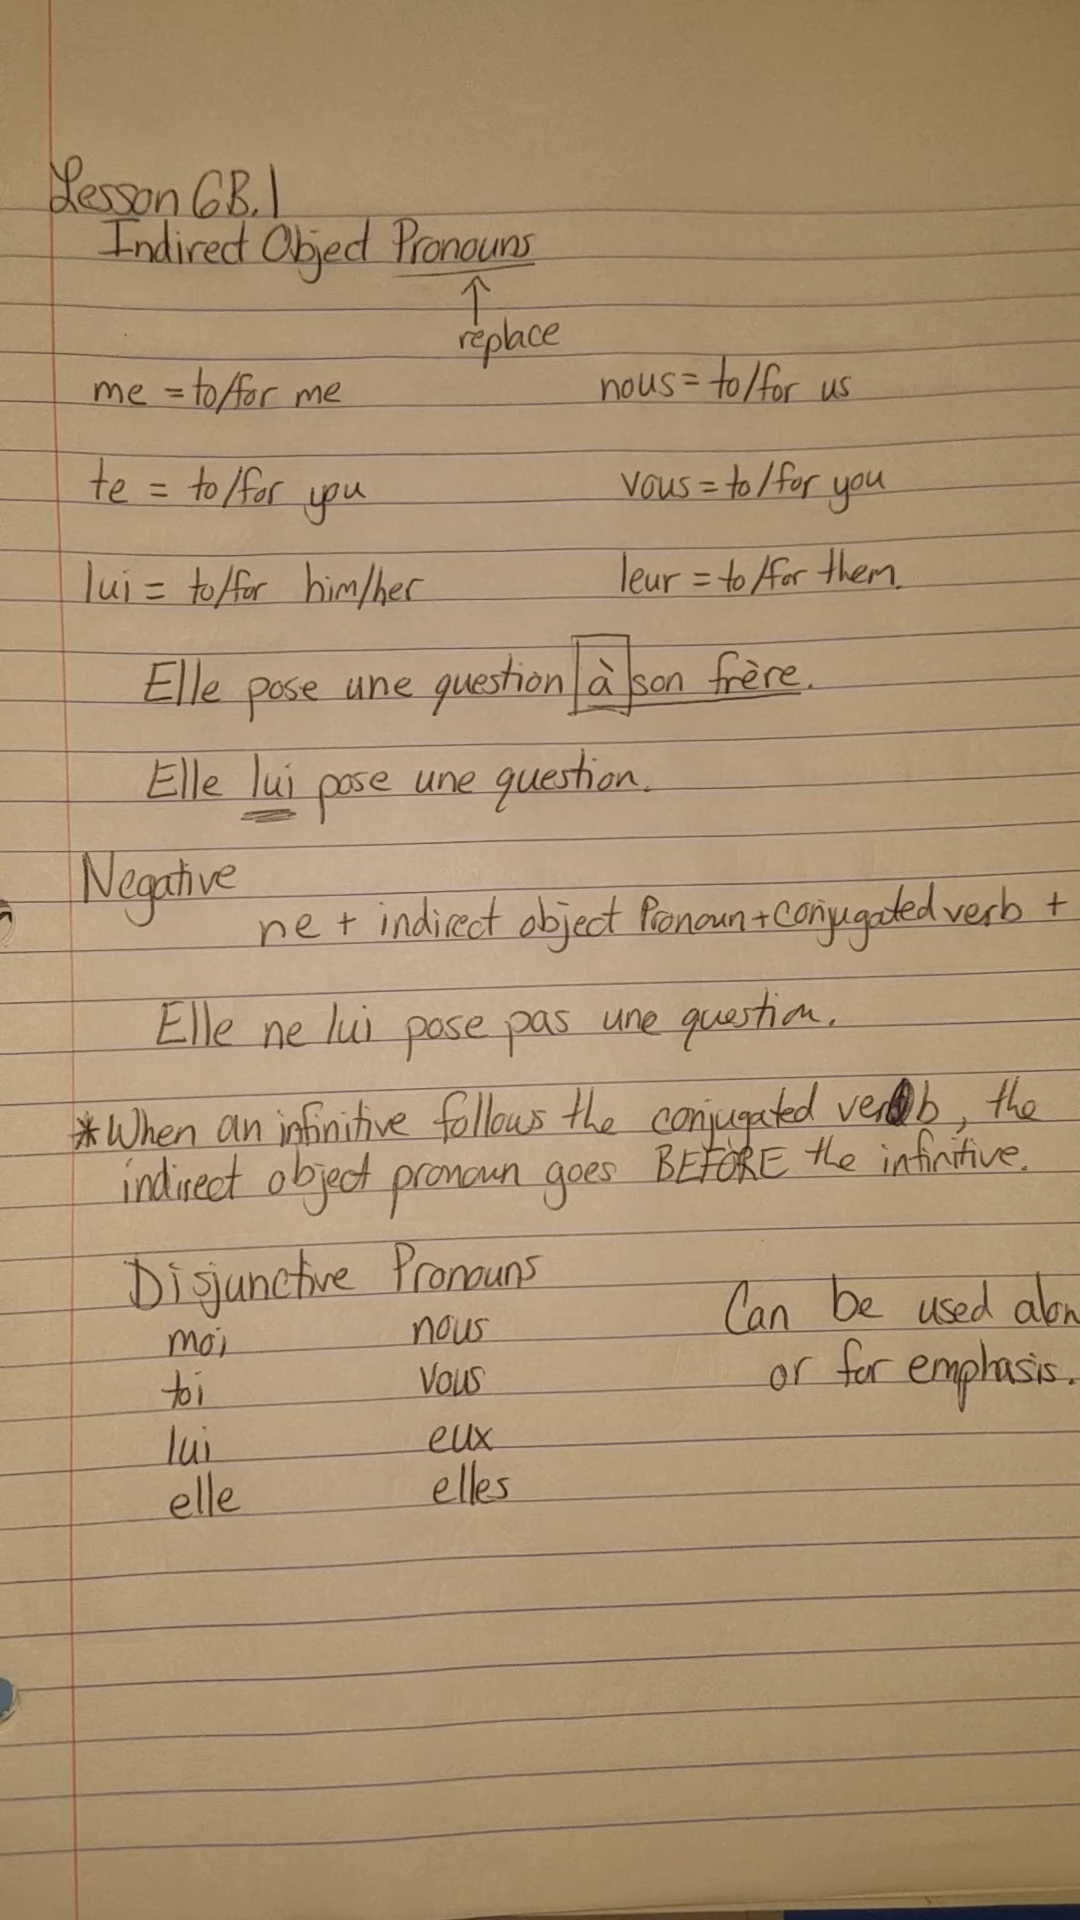 Lesson 6B.1
Indirect Object Pronouns
↑
replace
me = to/for me
nous = to/for us
te = to/for you
vous = to/for you
lui = to/for him/her
leur = to/for them
Elle pose une question à son frère.
Elle lui pose une question.
Negative
ne + indirect object Pronoun + conjugated verb +
Elle ne lui pose pas une question.
*When an infinitive follows the conjugated verb, the
indirect object pronoun goes BEFORE the infinitive.
Disjunctive Pronouns
Can be used alon
or for emphasis.
moi nous
toi vous
lui eux
elle elles